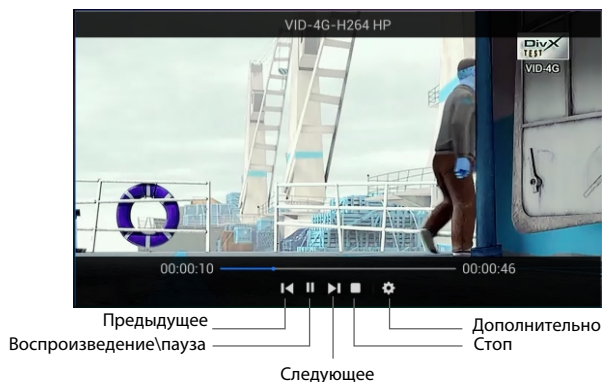 VID-4G-H264 HP
DivX
TEST
VID-4G
00:00:10
00:00:46
Предыдущее
Дополнительно
Воспроизведение\пауза
Стоп
Следующее